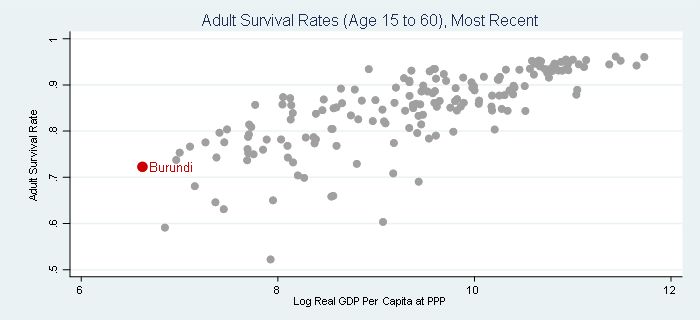 Adult Survival Rates (Age 15 to 60), Most Recent
Adult Survival Rate
1
.9
.8
.7
.6
.5
Burundi
6
8
10
12
Log Real GDP Per Capita at PPP